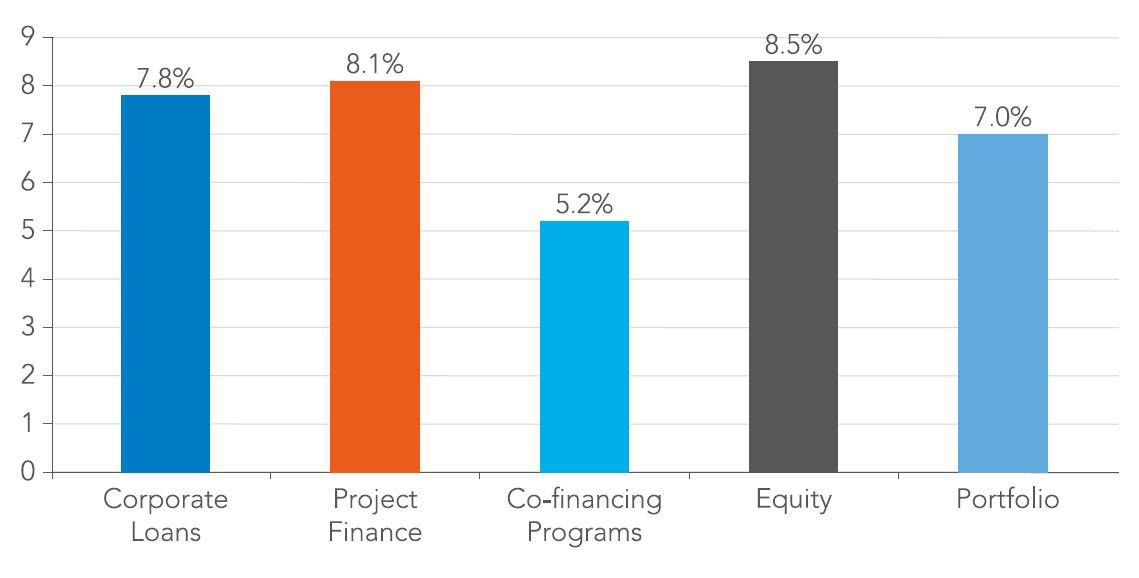 9
8
7
6
5
4
3
2
1
0
7.8%
8.1%
5.2%
8.5%
7.0%
Corporate
Loans
Project
Finance
Co-financing
Programs
Equity
Portfolio